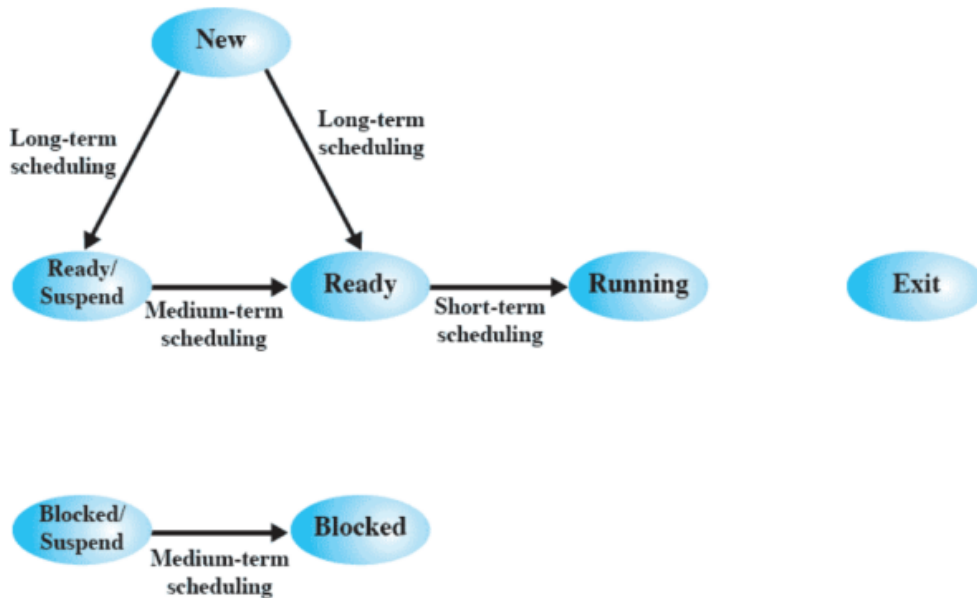 New
Long-term
scheduling
Long-term
scheduling
Ready/
Suspend
Medium-term
scheduling
Ready
Short-term
scheduling
Running
Exit
Blocked/
Suspend
Medium-term
scheduling
Blocked